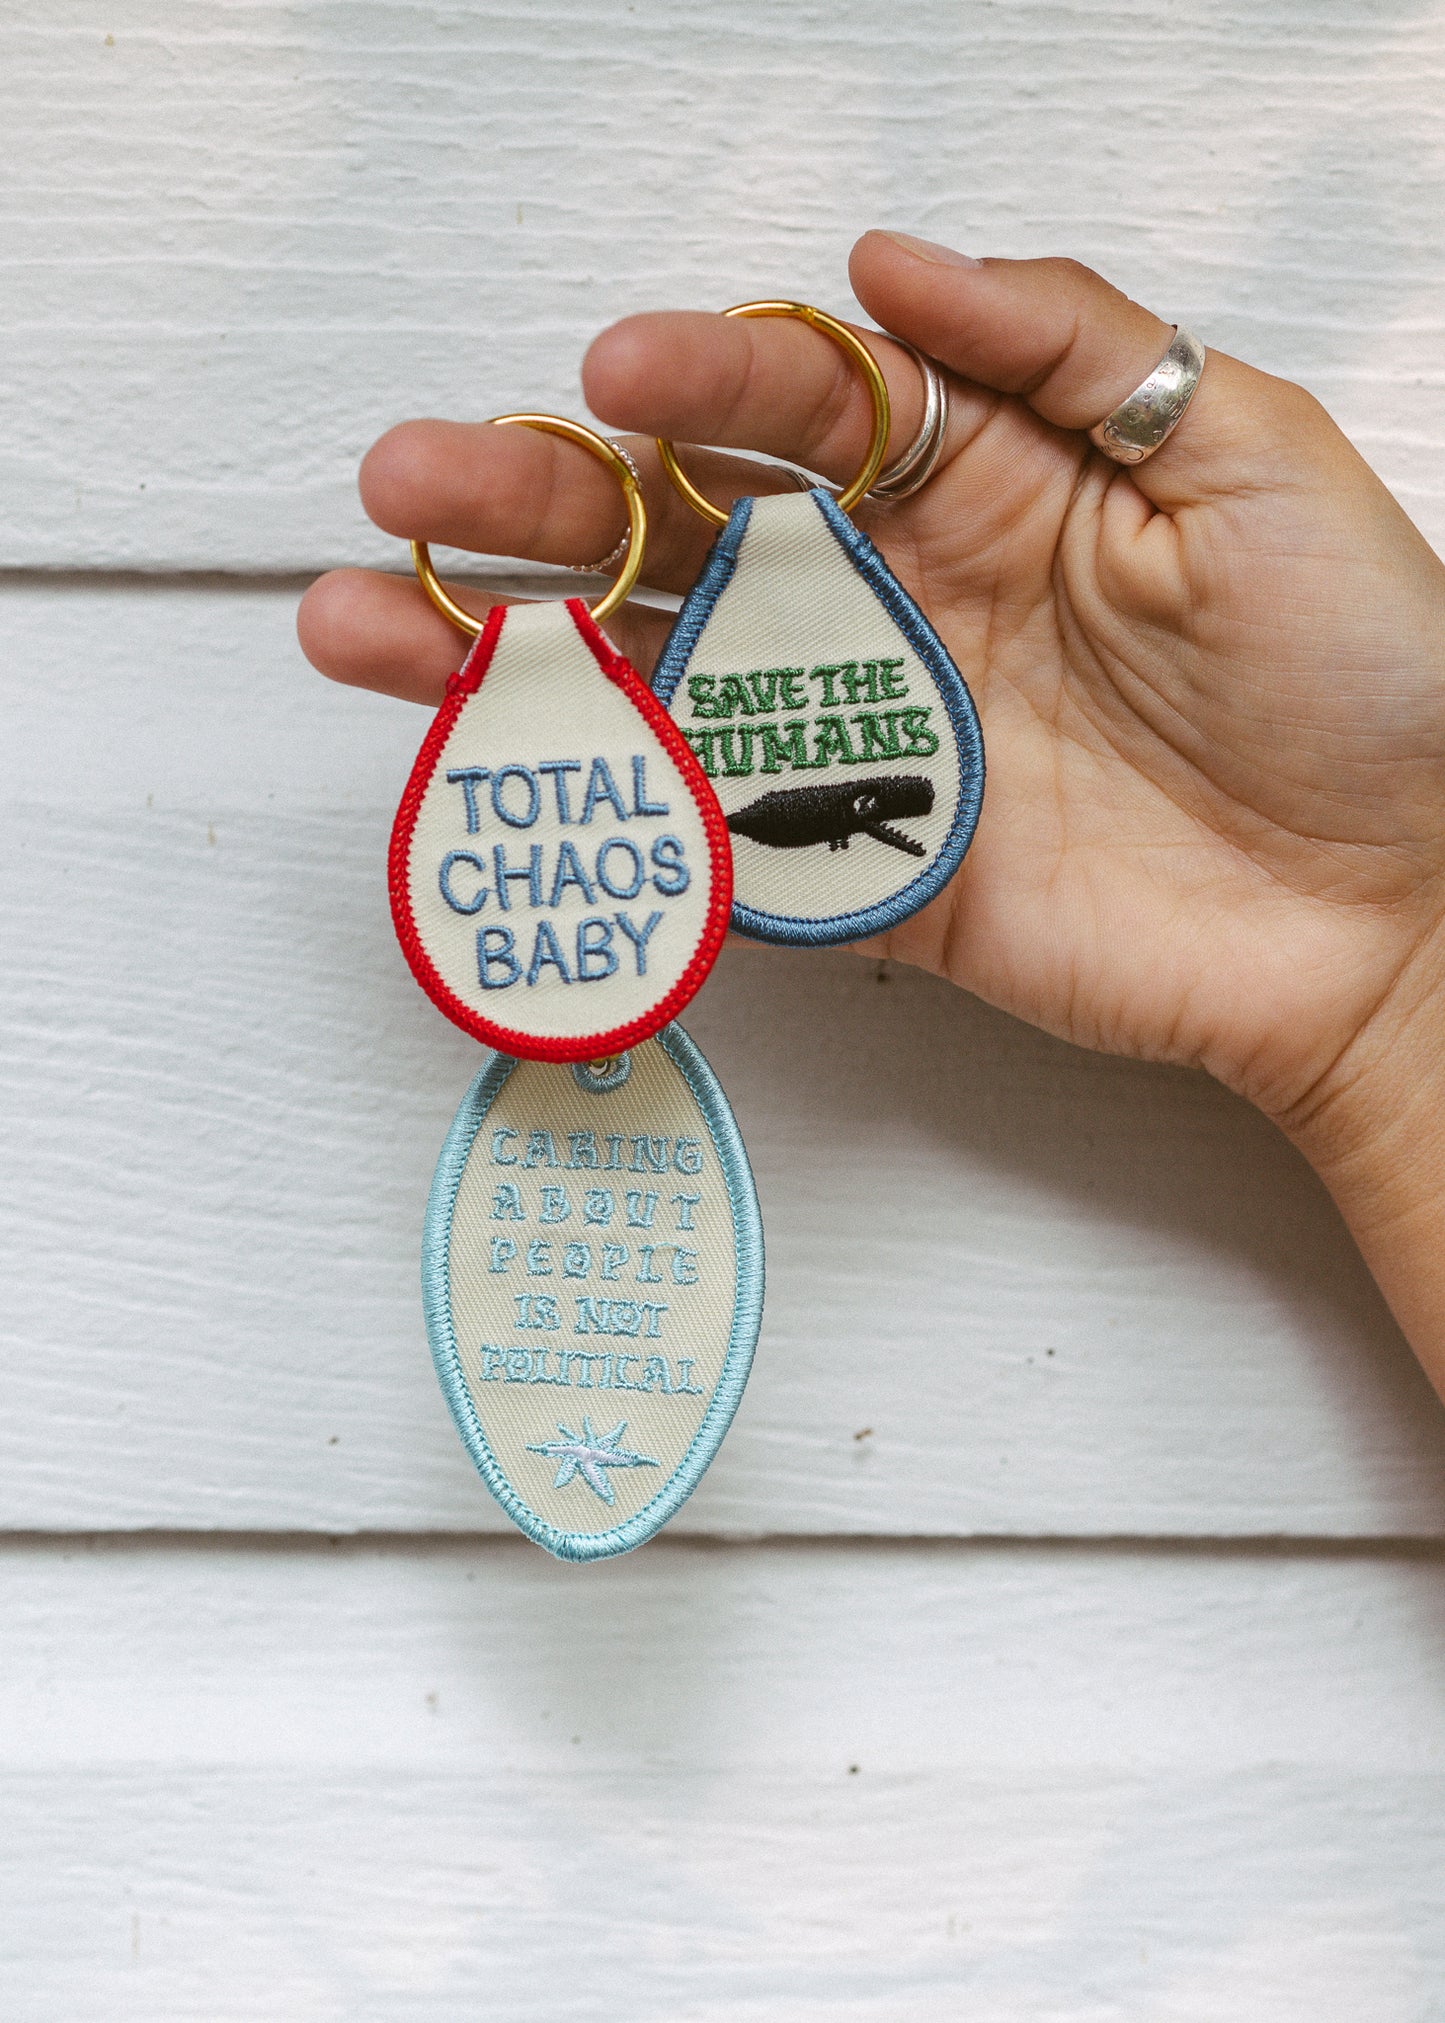 SAVE THE
HUMANS
TOTAL
CHAOS
BABY
CARING
ABOUT
PEOPLE
IS NOT
POLITICAL